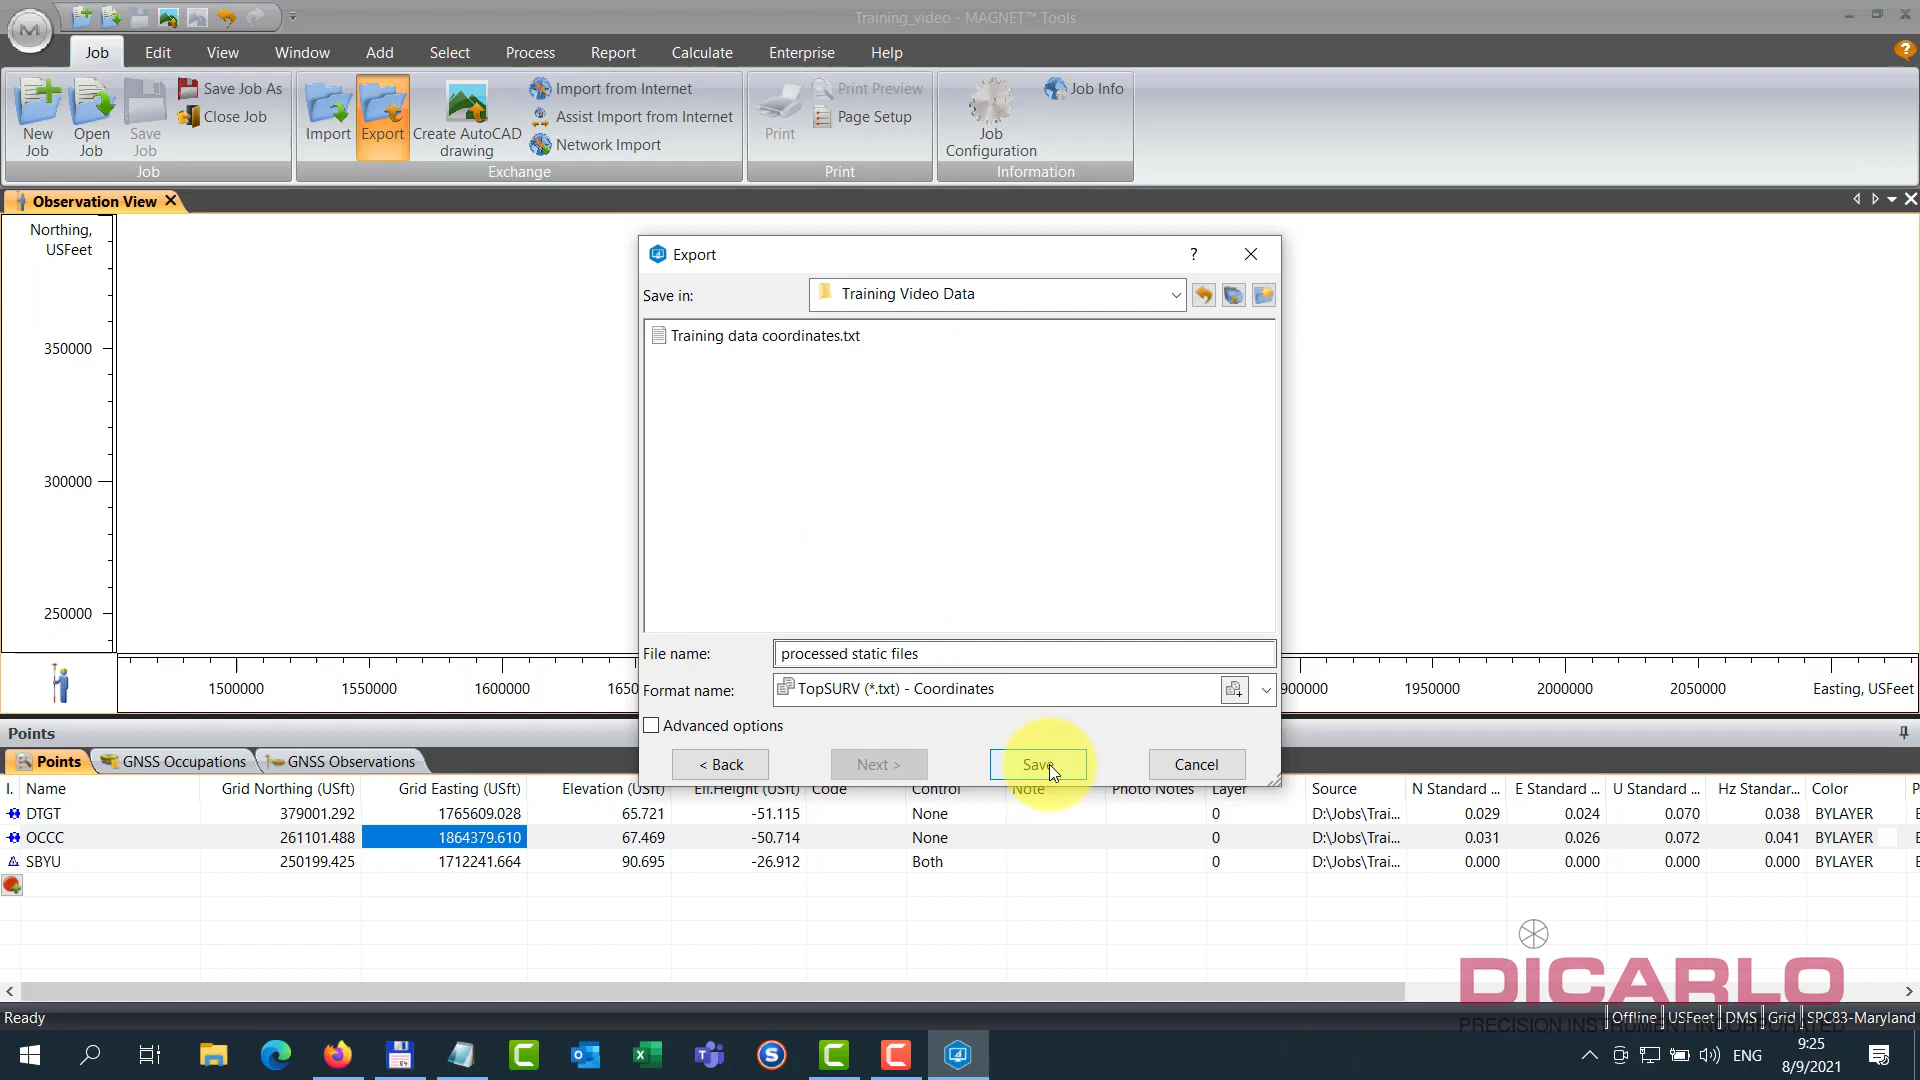 Training_video - MAGNET™ Tools
Job Edit View Window Add Select Process Report Calculate Enterprise Help
New Job
Open Job
Save Job
Save Job As
Close Job
Job
Import
Export
Create AutoCAD drawing
Import from Internet
Assist Import from Internet
Network Import
Exchange
Print
Print Preview
Page Setup
Print
Job Configuration
Job Info
Information
Observation View
Northing, USFeet
350000
300000
250000
1500000 1550000 1600000 1950000 2000000 2050000 Easting, USFeet
Export
?
Save in: Training Video Data
Training data coordinates.txt
File name: processed static files
Format name: TopSURV (*.txt) - Coordinates
Advanced options
< Back Next > Save Cancel
Points
Points GNSS Occupations GNSS Observations
I. Name Grid Northing (USft) Grid Easting (USft) Elevation (USft) Ell.Height (USft) Code Control Note Photo Notes Layer Source N Standard ... E Standard ... U Standard ... Hz Standar... Color
DTGT 379001.292 1765609.028 65.721 -51.115 None 0 D:\Jobs\Trai... 0.029 0.024 0.070 0.038 BYLAYER
OCCC 261101.488 1864379.610 67.469 -50.714 None 0 D:\Jobs\Trai... 0.031 0.026 0.072 0.041 BYLAYER
SBYU 250199.425 1712241.664 90.695 -26.912 Both 0 D:\Jobs\Trai... 0.000 0.000 0.000 0.000 BYLAYER
DICARLO
PRECISION INSTRUMENT INCORPORATED
Ready
Offline USFeet DMS Grid SPC83-Maryland
ENG
9:25
8/9/2021